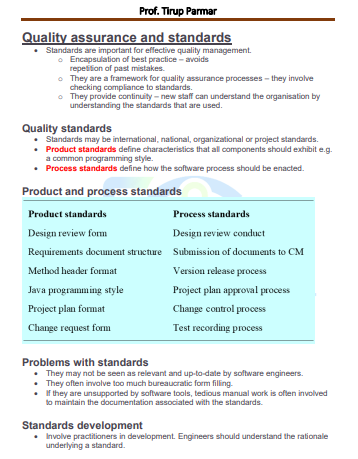 Prof. Tirup Parmar
Quality assurance and standards
• Standards are important for effective quality management.
o Encapsulation of best practice – avoids
repetition of past mistakes.
o They are a framework for quality assurance processes – they involve
checking compliance to standards.
o They provide continuity – new staff can understand the organisation by
understanding the standards that are used.
Quality standards
• Standards may be international, national, organizational or project standards.
• Product standards define characteristics that all components should exhibit e.g.
a common programming style.
• Process standards define how the software process should be enacted.
Product and process standards
Product standards Process standards
Design review form Design review conduct
Requirements document structure Submission of documents to CM
Method header format Version release process
Java programming style Project plan approval process
Project plan format Change control process
Change request form Test recording process
Problems with standards
• They may not be seen as relevant and up-to-date by software engineers.
• They often involve too much bureaucratic form filling.
• If they are unsupported by software tools, tedious manual work is often involved
to maintain the documentation associated with the standards.
Standards development
• Involve practitioners in development. Engineers should understand the rationale
underlying a standard.